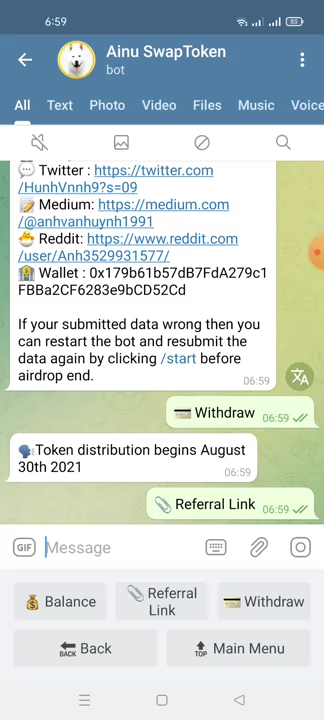 6:59
83
Ainu SwapToken
bot
All Text Photo Video Files Music Voice
Twitter : https://twitter.com
/HunhVnnh9?s=09
Medium: https://medium.com
/@anhvanhuynh1991
Reddit: https://www.reddit.com
/user/Anh3529931577/
Wallet : 0x179b61b57dB7FdA279c1
FBBa2CF6283e9bCD52Cd
If your submitted data wrong then you
can restart the bot and resubmit the
data again by clicking /start before
airdrop end.
06:59
Withdraw 06:59
Token distribution begins August
30th 2021
06:59
Referral Link 06:59
GIF Message
Balance
Referral
Link
Withdraw
BACK Back
TOP Main Menu